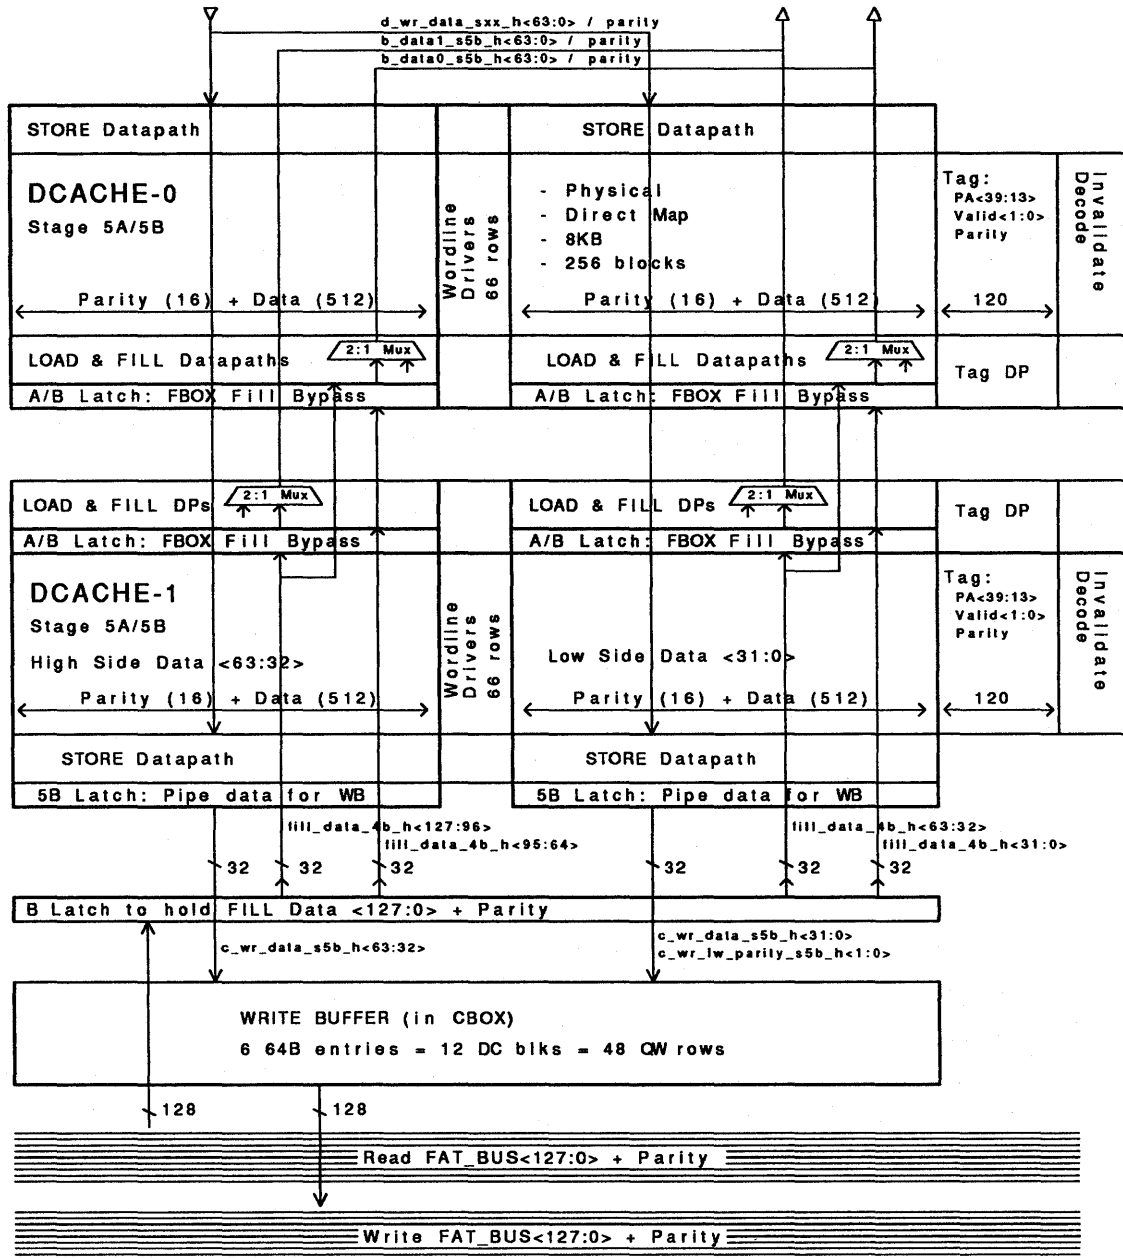 d_wr_data_sxx_h<63:0> / parity
b_data1_s5b_h<63:0> / parity
b_data0_s5b_h<63:0> / parity
STORE Datapath
STORE Datapath
DCACHE-0
Stage 5A/5B
Wordline
Drivers
66 rows
- Physical
- Direct Map
- 8KB
- 256 blocks
Tag:
PA<39:13>
Valid<1:0>
Parity
Invalidate
Decode
Parity (16) + Data (512)
Parity (16) + Data (512)
120
LOAD & FILL Datapaths
2:1 Mux
LOAD & FILL Datapaths
2:1 Mux
Tag DP
A/B Latch: FBOX Fill Bypass
A/B Latch: FBOX Fill Bypass
LOAD & FILL DPs
2:1 Mux
LOAD & FILL DPs
2:1 Mux
Tag DP
A/B Latch: FBOX Fill Bypass
A/B Latch: FBOX Fill Bypass
DCACHE-1
Stage 5A/5B
High Side Data <63:32>
Wordline
Drivers
66 rows
Low Side Data <31:0>
Tag:
PA<39:13>
Valid<1:0>
Parity
Invalidate
Decode
Parity (16) + Data (512)
Parity (16) + Data (512)
120
STORE Datapath
STORE Datapath
5B Latch: Pipe data for WB
5B Latch: Pipe data for WB
fill_data_4b_h<127:96>
fill_data_4b_h<95:64>
fill_data_4b_h<63:32>
fill_data_4b_h<31:0>
32
32
32
32
32
32
B Latch to hold FILL Data <127:0> + Parity
c_wr_data_s5b_h<63:32>
c_wr_data_s5b_h<31:0>
c_wr_lw_parity_s5b_h<1:0>
WRITE BUFFER (in CBOX)
6 64B entries = 12 DC blks = 48 QW rows
128
128
Read FAT_BUS<127:0> + Parity
Write FAT_BUS<127:0> + Parity